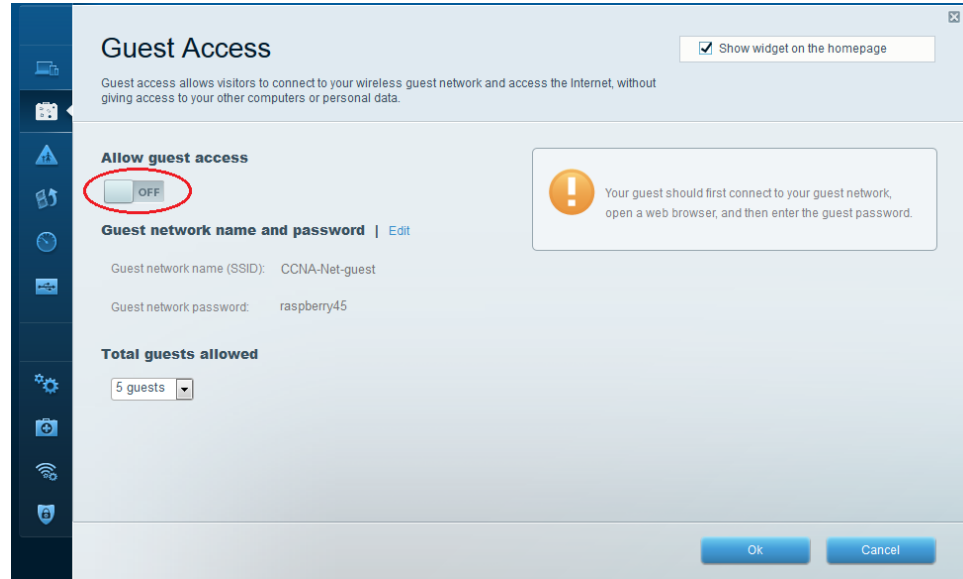 Guest Access
Show widget on the homepage
Guest access allows visitors to connect to your wireless guest network and access the Internet, without
giving access to your other computers or personal data.
Allow guest access
OFF
Your guest should first connect to your guest network,
open a web browser, and then enter the guest password.
Guest network name and password | Edit
Guest network name (SSID): CCNA-Net-guest
Guest network password: raspberry45
Total guests allowed
5 guests
Ok Cancel